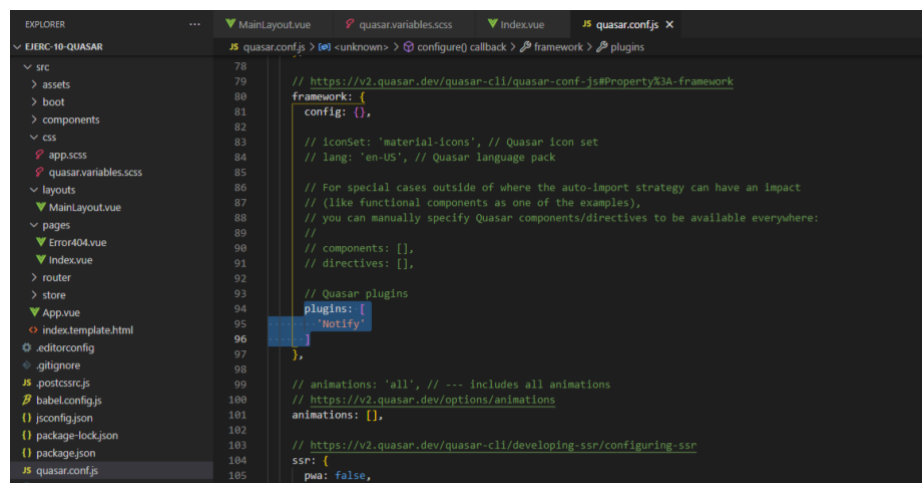 EXPLORER ...
EJERC-10-QUASAR
src
assets
boot
components
css
app.scss
quasar.variables.scss
layouts
MainLayout.vue
pages
Error404.vue
Index.vue
router
store
App.vue
index.template.html
.editorconfig
.gitignore
.postcssrc.js
babel.config.js
jsconfig.json
package-lock.json
package.json
quasar.conf.js
MainLayout.vue quasar.variables.scss Index.vue JS quasar.conf.js ×
JS quasar.conf.js > <unknown> > configure() callback > framework > plugins
78
79 // https://v2.quasar.dev/quasar-cli/quasar-conf-js#Property%3A-framework
80 framework: {
81 config: {},
82
83 // iconSet: 'material-icons', // Quasar icon set
84 // lang: 'en-US', // Quasar language pack
85
86 // For special cases outside of where the auto-import strategy can have an impact
87 // (like functional components as one of the examples),
88 // you can manually specify Quasar components/directives to be available everywhere:
89 //
90 // components: [],
91 // directives: [],
92
93 // Quasar plugins
94 plugins: [
95 'Notify'
96 ]
97 },
98
99 // animations: 'all', // --- includes all animations
100 // https://v2.quasar.dev/options/animations
101 animations: [],
102
103 // https://v2.quasar.dev/quasar-cli/developing-ssr/configuring-ssr
104 ssr: {
105 pwa: false,